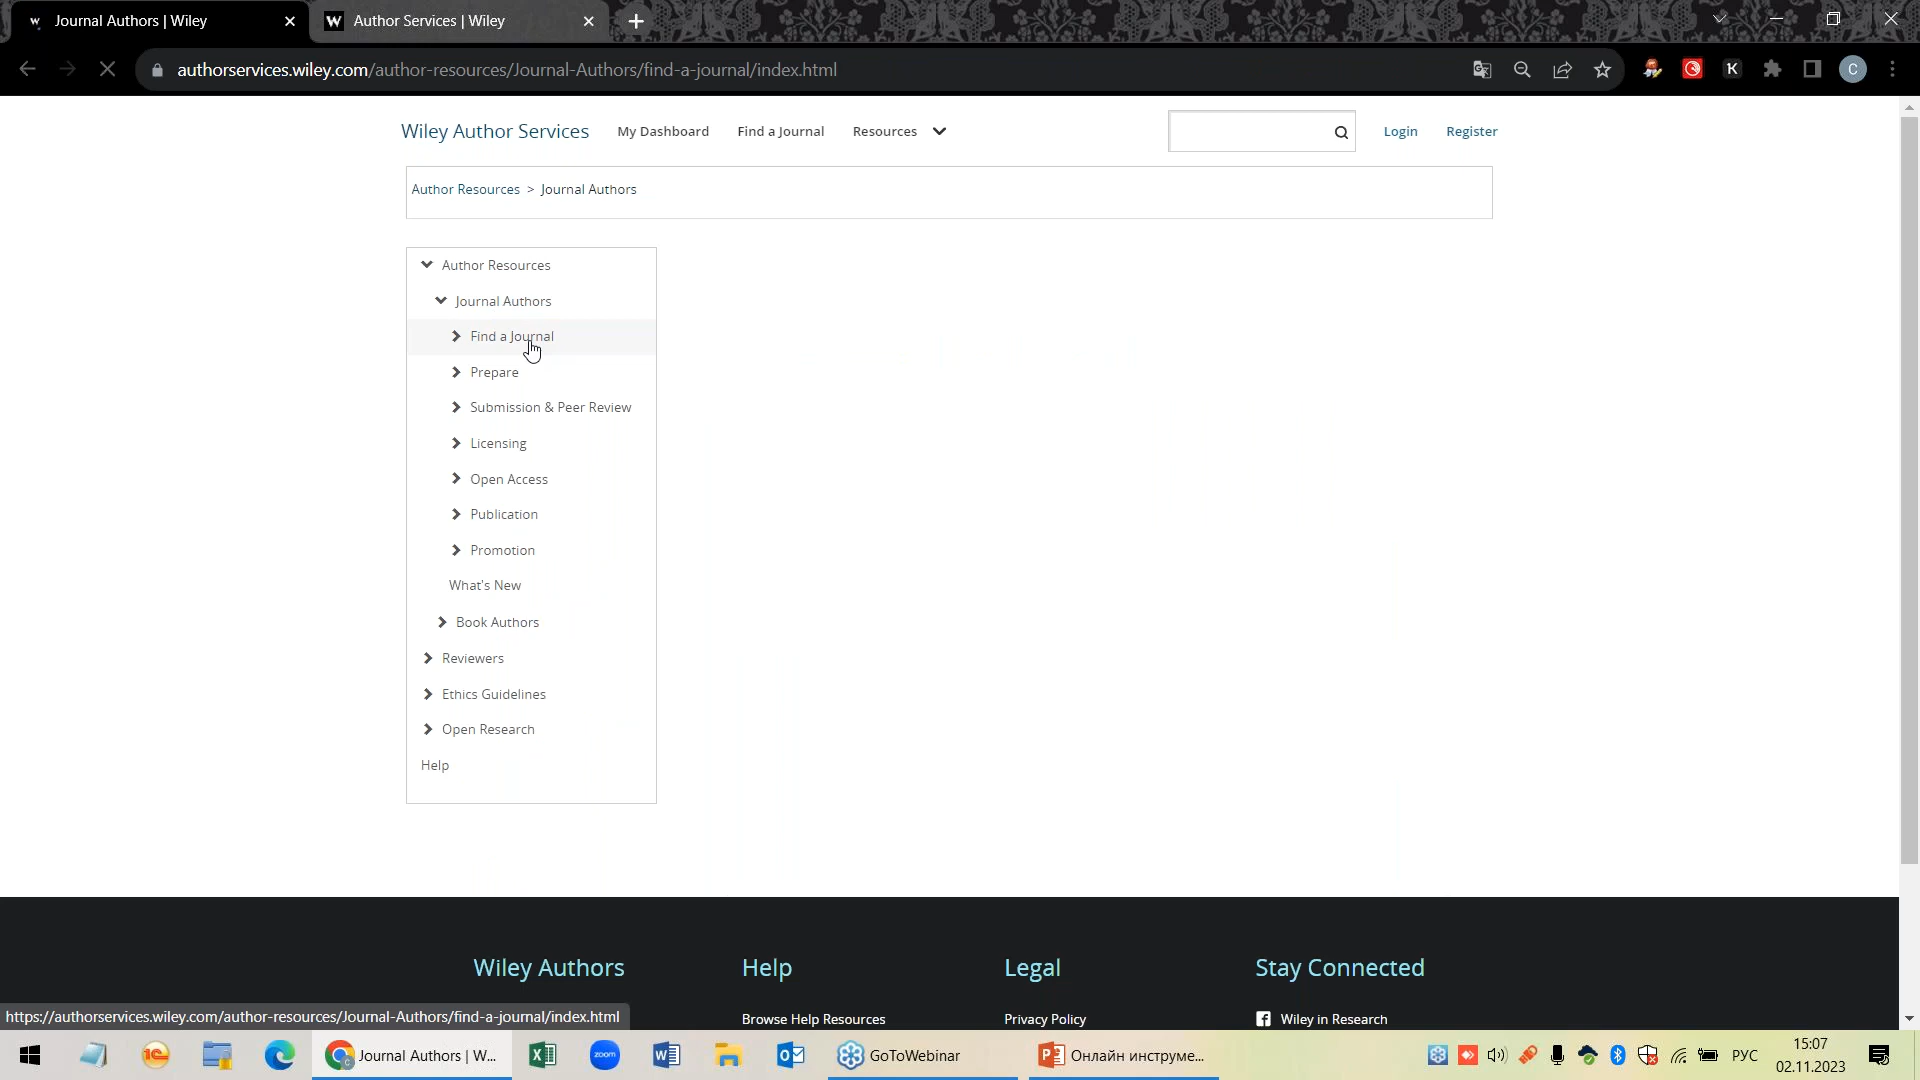 Journal Authors | Wiley
Author Services | Wiley
authorservices.wiley.com/author-resources/Journal-Authors/find-a-journal/index.html
K
C
Wiley Author Services
My Dashboard
Find a Journal
Resources
Login
Register
Author Resources > Journal Authors
Author Resources
Journal Authors
Find a Journal
Prepare
Submission & Peer Review
Licensing
Open Access
Publication
Promotion
What's New
Book Authors
Reviewers
Ethics Guidelines
Open Research
Help
Wiley Authors
Help
Legal
Stay Connected
https://authorservices.wiley.com/author-resources/Journal-Authors/find-a-journal/index.html
Browse Help Resources
Privacy Policy
Wiley in Research
Journal Authors | W...
zoom
GoToWebinar
Онлайн инструме...
РУС
15:07
02.11.2023